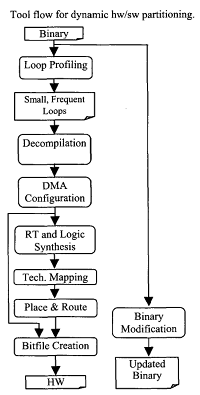 Tool flow for dynamic hw/sw partitioning.
Binary
Loop Profiling
Small, Frequent
Loops
Decompilation
DMA
Configuration
RT and Logic
Synthesis
Tech. Mapping
Place & Route
Bitfile Creation
HW
Binary
Modification
Updated
Binary